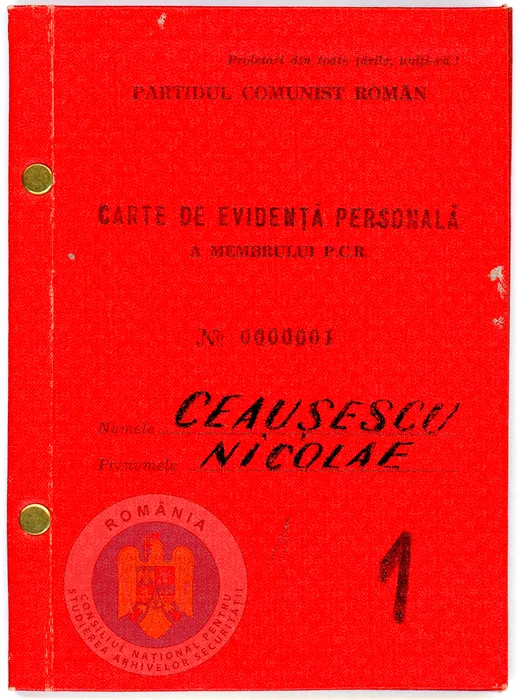 Proletari din toate țările, uniți-vă !
PARTIDUL COMUNIST ROMÂN
CARTE DE EVIDENȚĂ PERSONALĂ
A MEMBRULUI P.C.R.
№ 0000001
Numele CEAUȘESCU
Prenumele NICOLAE
1
ROMÂNIA
CONSILIUL NAȚIONAL PENTRU
STUDIEREA ARHIVELOR SECURITĂȚII